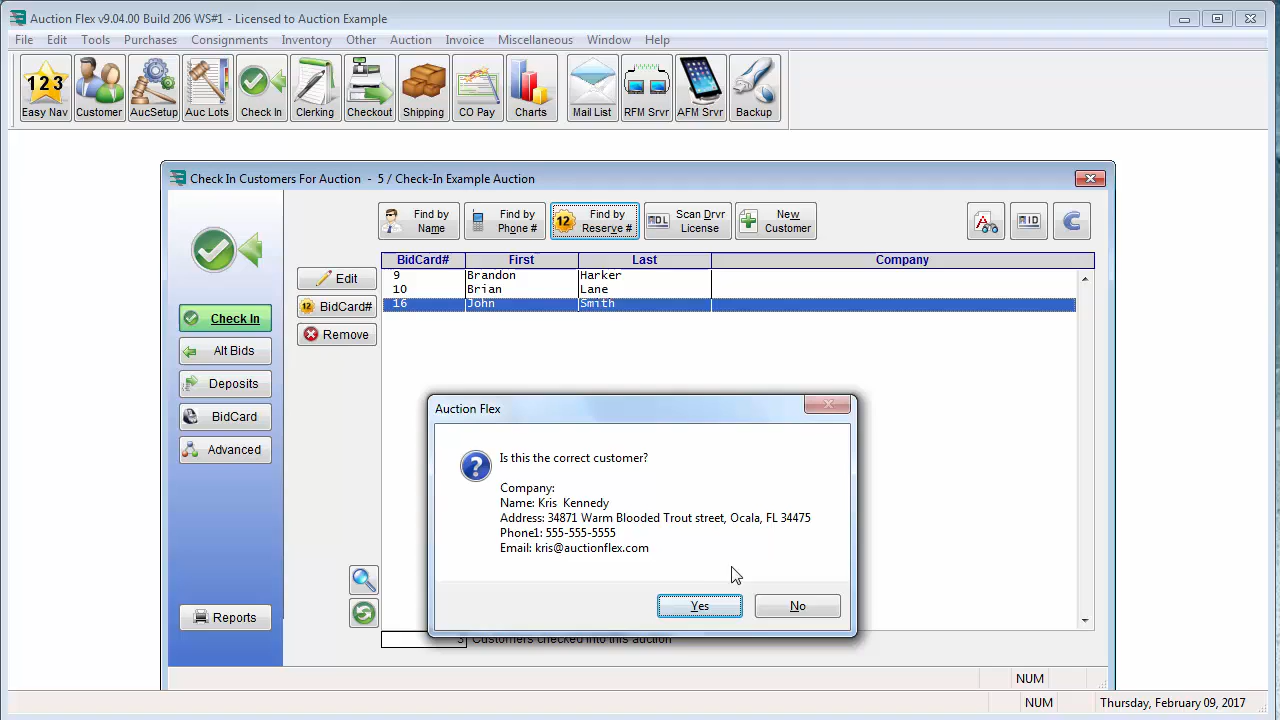 Auction Flex v9.04.00 Build 205 WS#1 - Licensed to Auction Example
File Edit Tools Purchases Consignments Inventory Other Auction Invoice Miscellaneous Window Help
123
Easy Nav Customer AucSetup Auc Lots Check In Clerking Checkout Shipping CO Pay Charts Mail List RFM Srvr AFM Srvr Backup
Check In Customers For Auction - 5 / Check-In Example Auction
Find by Name
Find by Phone #
12 Find by Reserve #
MDL Scan Drvr License
New Customer
MID
BidCard# First Last Company
9 Brandon Harker
10 Brian Lane
16 John Smith
Edit
12 BidCard#
Remove
Check In
Alt Bids
Deposits
BidCard
Advanced
Reports
Auction Flex
Is this the correct customer?
Company:
Name: Kris Kennedy
Address: 34871 Warm Blooded Trout street, Ocala, FL 34475
Phone1: 555-555-5555
Email: kris@auctionflex.com
Yes No
3 Customers checked into this auction
NUM
NUM Thursday, February 09, 2017